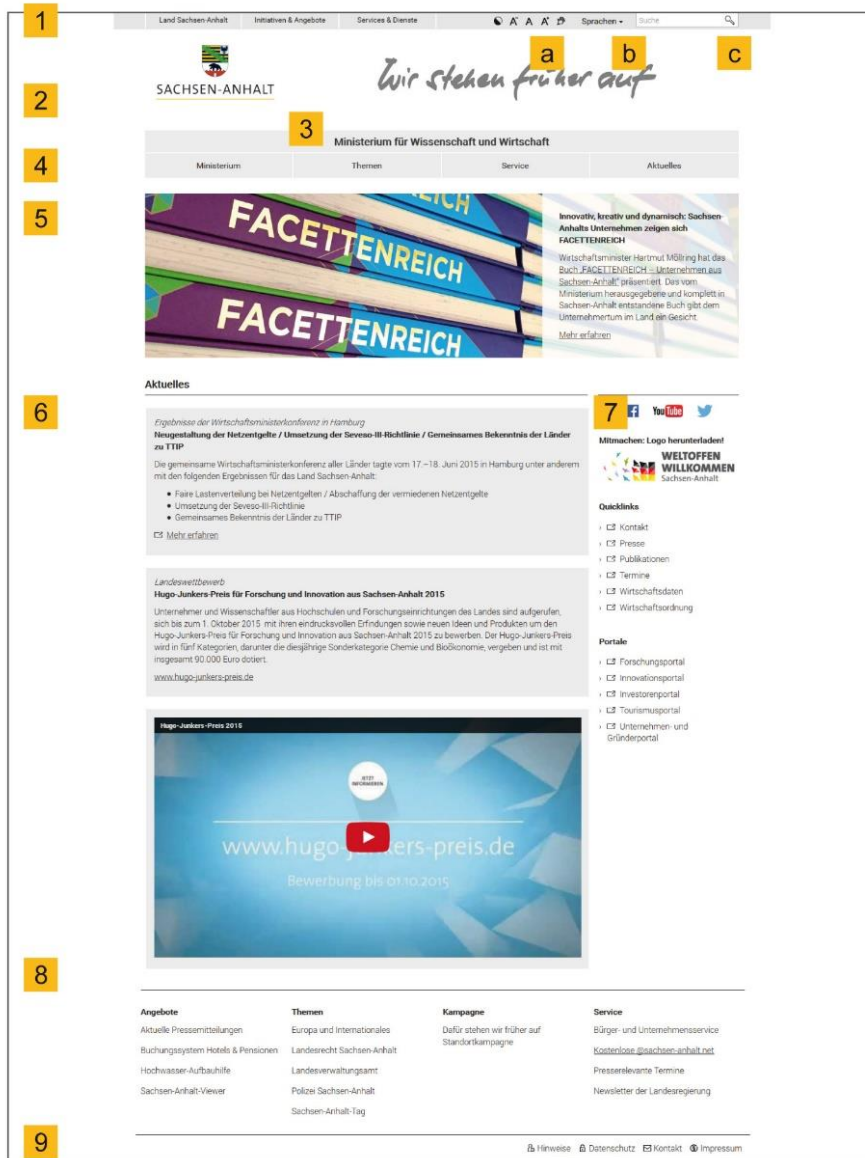 1
Land Sachsen-Anhalt Initiativen & Angebote Services & Dienste A- A A+ Sprachen Suche
a b c
SACHSEN-ANHALT
Wir stehen früher auf
2
3
Ministerium für Wissenschaft und Wirtschaft
4
Ministerium Themen Service Aktuelles
5
FACETTENREICH
FACETTENREICH
Innovativ, kreativ und dynamisch: Sachsen-
Anhalts Unternehmen zeigen sich
FACETTENREICH
Wirtschaftsminister Hartmut Möllring hat das
Buch „FACETTENREICH – Unternehmen aus
Sachsen-Anhalt“ präsentiert. Das vom
Ministerium herausgegebene und komplett in
Sachsen-Anhalt entstandene Buch gibt dem
Unternehmertum im Land ein Gesicht.
Mehr erfahren
Aktuelles
6
Ergebnisse der Wirtschaftsministerkonferenz in Hamburg
Neugestaltung der Netzentgelte / Umsetzung der Seveso-III-Richtlinie / Gemeinsames Bekenntnis der Länder
zu TTIP
Die gemeinsame Wirtschaftsministerkonferenz aller Länder tagte vom 17.–18. Juni 2015 in Hamburg unter anderem
mit den folgenden Ergebnissen für das Land Sachsen-Anhalt:
• Faire Lastenverteilung bei Netzentgelten / Abschaffung der vermiedenen Netzentgelte
• Umsetzung der Seveso-III-Richtlinie
• Gemeinsames Bekenntnis der Länder zu TTIP
Mehr erfahren
Landeswettbewerb
Hugo-Junkers-Preis für Forschung und Innovation aus Sachsen-Anhalt 2015
Unternehmer und Wissenschaftler aus Hochschulen und Forschungseinrichtungen des Landes sind aufgerufen,
sich bis zum 1. Oktober 2015 mit ihren eindrucksvollen Erfindungen sowie neuen Ideen und Produkten um den
Hugo-Junkers-Preis für Forschung und Innovation aus Sachsen-Anhalt 2015 zu bewerben. Der Hugo-Junkers-Preis
wird in fünf Kategorien, darunter die diesjährige Sonderkategorie Chemie und Bioökonomie, vergeben und ist mit
insgesamt 90.000 Euro dotiert.
www.hugo-junkers-preis.de
Hugo-Junkers-Preis 2015
JETZT
INFORMIEREN
www.hugo-junkers-preis.de
Bewerbung bis 01.10.2015
7
f YouTube
Mitmachen: Logo herunterladen!
WELTOFFEN
WILLKOMMEN
Sachsen-Anhalt
Quicklinks
› Kontakt
› Presse
› Publikationen
› Termine
› Wirtschaftsdaten
› Wirtschaftsordnung
Portale
› Forschungsportal
› Innovationsportal
› Investorenportal
› Tourismusportal
› Unternehmen- und
Gründerportal
8
Angebote
Aktuelle Pressemitteilungen
Buchungssystem Hotels & Pensionen
Hochwasser-Aufbauhilfe
Sachsen-Anhalt-Viewer
Themen
Europa und Internationales
Landesrecht Sachsen-Anhalt
Landesverwaltungsamt
Polizei Sachsen-Anhalt
Sachsen-Anhalt-Tag
Kampagne
Dafür stehen wir früher auf
Standortkampagne
Service
Bürger- und Unternehmensservice
Kostenlose @sachsen-anhalt.net
Presserelevante Termine
Newsletter der Landesregierung
9
Hinweise Datenschutz Kontakt Impressum